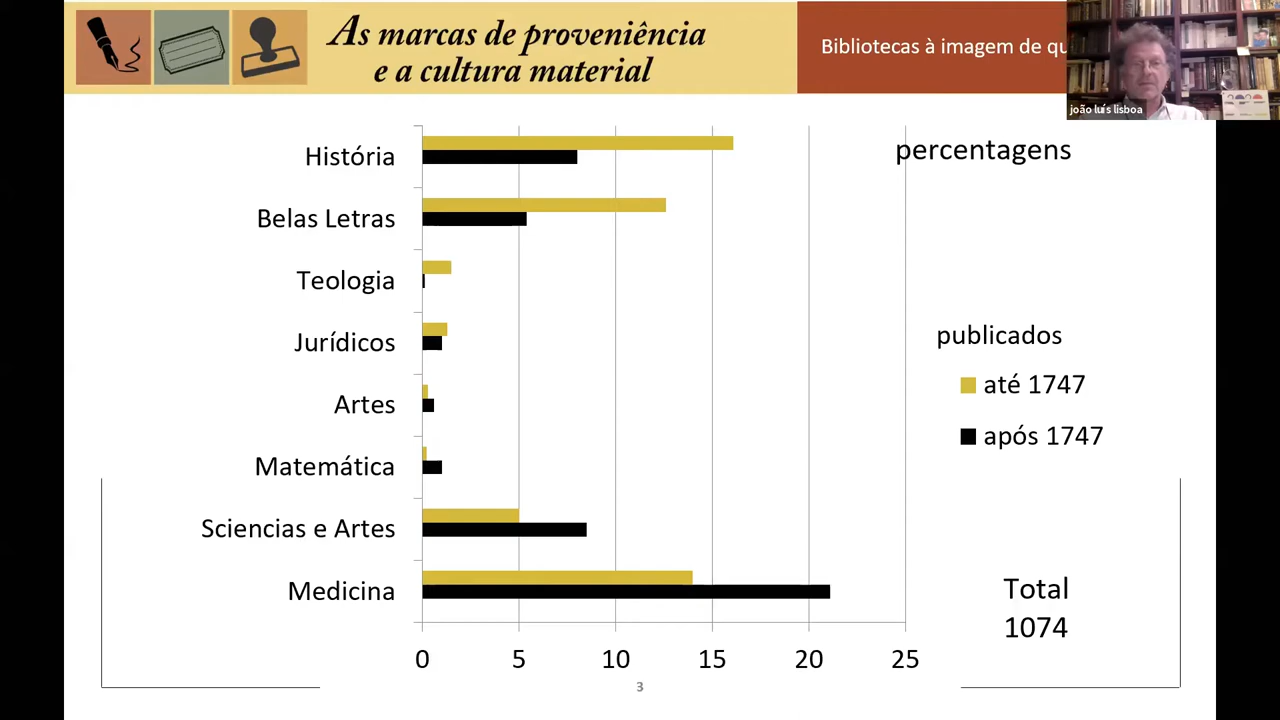 As marcas de proveniência
e a cultura material
Bibliotecas à imagem de
joão luís lisboa
percentagens
História
Belas Letras
Teologia
Jurídicos
Artes
Matemática
Sciencias e Artes
Medicina
publicados
até 1747
após 1747
Total
1074
0 5 10 15 20 25
3